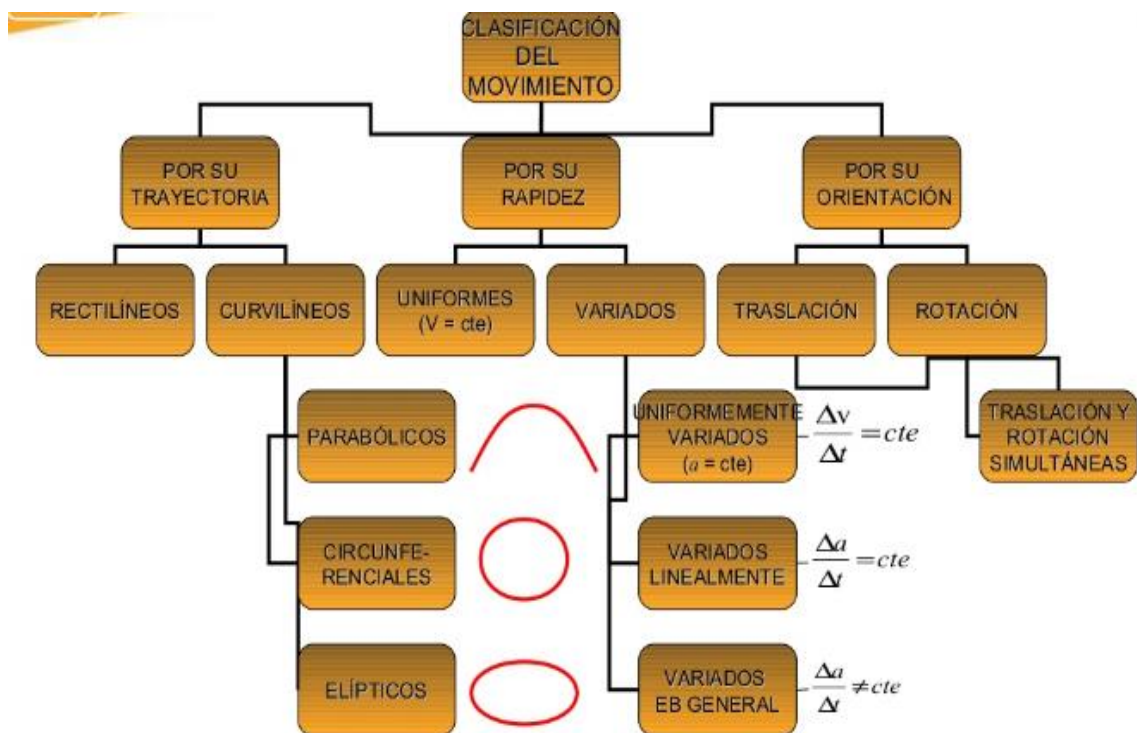 CLASIFICACIÓN
DEL
MOVIMIENTO
POR SU
TRAYECTORIA
POR SU
RAPIDEZ
POR SU
ORIENTACIÓN
RECTILÍNEOS
CURVILÍNEOS
UNIFORMES
(V = cte)
VARIADOS
TRASLACIÓN
ROTACIÓN
PARABÓLICOS
UNIFORMEMENTE
VARIADOS
(a = cte)
Δv/Δt = cte
TRASLACIÓN Y
ROTACIÓN
SIMULTÁNEAS
CIRCUNFE-
RENCIALES
VARIADOS
LINEALMENTE
Δa/Δt = cte
ELÍPTICOS
VARIADOS
EB GENERAL
Δa/Δt ≠ cte